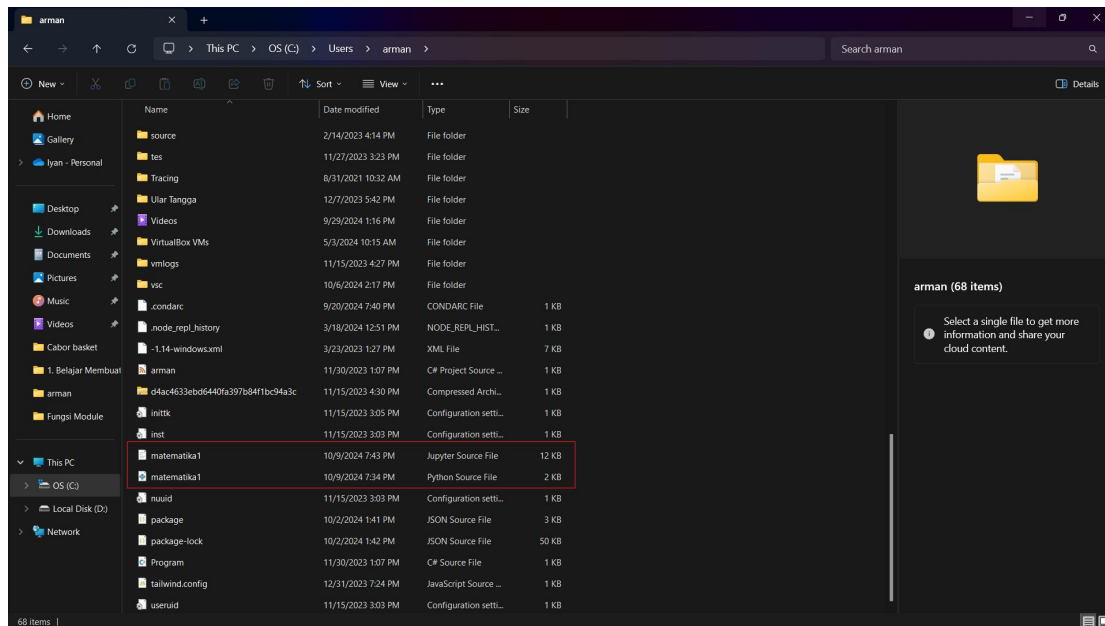 arman
This PC > OS (C:) > Users > arman >
Search arman
New
Sort
View
...
Details
Name Date modified Type Size
Home
Gallery
Iyan - Personal
Desktop
Downloads
Documents
Pictures
Music
Videos
Cabor basket
1. Belajar Membuat
arman
Fungsi Module
This PC
OS (C:)
Local Disk (D:)
Network
source 2/14/2023 4:14 PM File folder
tes 11/27/2023 3:23 PM File folder
Tracing 8/31/2021 10:32 AM File folder
Ular Tangga 12/7/2023 5:42 PM File folder
Videos 9/29/2024 1:16 PM File folder
VirtualBox VMs 5/3/2024 10:15 AM File folder
vmlogs 11/15/2023 4:27 PM File folder
vsc 10/6/2024 2:17 PM File folder
.condarc 9/20/2024 7:40 PM CONDARC File 1 KB
.node_repl_history 3/18/2024 12:51 PM NODE_REPL_HIST... 1 KB
-1.14-windows.xml 3/23/2023 1:27 PM XML File 7 KB
arman 11/30/2023 1:07 PM C# Project Source ... 1 KB
d4ac4633ebd6440fa397b84f1bc94a3c 11/15/2023 4:30 PM Compressed Archi... 1 KB
inittk 11/15/2023 3:05 PM Configuration setti... 1 KB
inst 11/15/2023 3:03 PM Configuration setti... 1 KB
matematika1 10/9/2024 7:43 PM Jupyter Source File 12 KB
matematika1 10/9/2024 7:34 PM Python Source File 2 KB
nuuid 11/15/2023 3:03 PM Configuration setti... 1 KB
package 10/2/2024 1:41 PM JSON Source File 3 KB
package-lock 10/2/2024 1:42 PM JSON Source File 50 KB
Program 11/30/2023 1:07 PM C# Source File 1 KB
tailwind.config 12/31/2023 7:24 PM JavaScript Source ... 1 KB
useruid 11/15/2023 3:03 PM Configuration setti... 1 KB
arman (68 items)
Select a single file to get more
information and share your
cloud content.
68 items